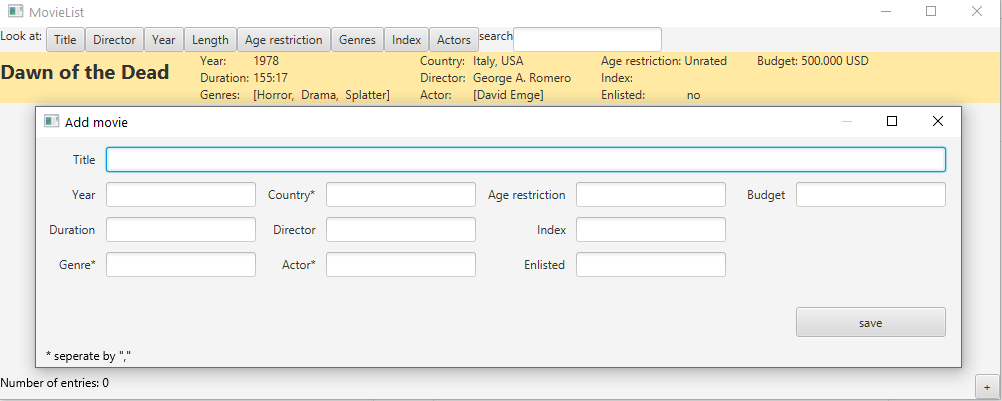 MovieList
Look at: Title Director Year Length Age restriction Genres Index Actors search
Dawn of the Dead
Year: 1978 Country: Italy, USA Age restriction: Unrated Budget: 500.000 USD
Duration: 155:17 Director: George A. Romero Index:
Genres: [Horror, Drama, Splatter] Actor: [David Emge] Enlisted: no
Add movie
Title
Year Country* Age restriction Budget
Duration Director Index
Genre* Actor* Enlisted
save
* seperate by ","
Number of entries: 0 +